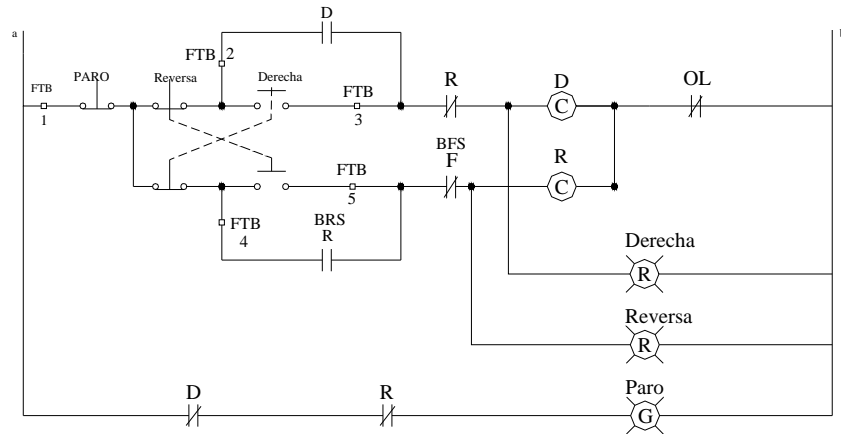 D
a
FTB 2
FTB
PARO
Reversa
Derecha
FTB
R
D
OL
C
1
3
BFS
F
R
FTB
C
5
FTB
4
BRS
R
Derecha
R
Reversa
R
D
R
Paro
G